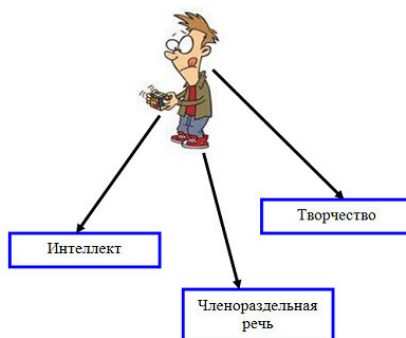 Творчество
Интеллект
Членораздельная
речь